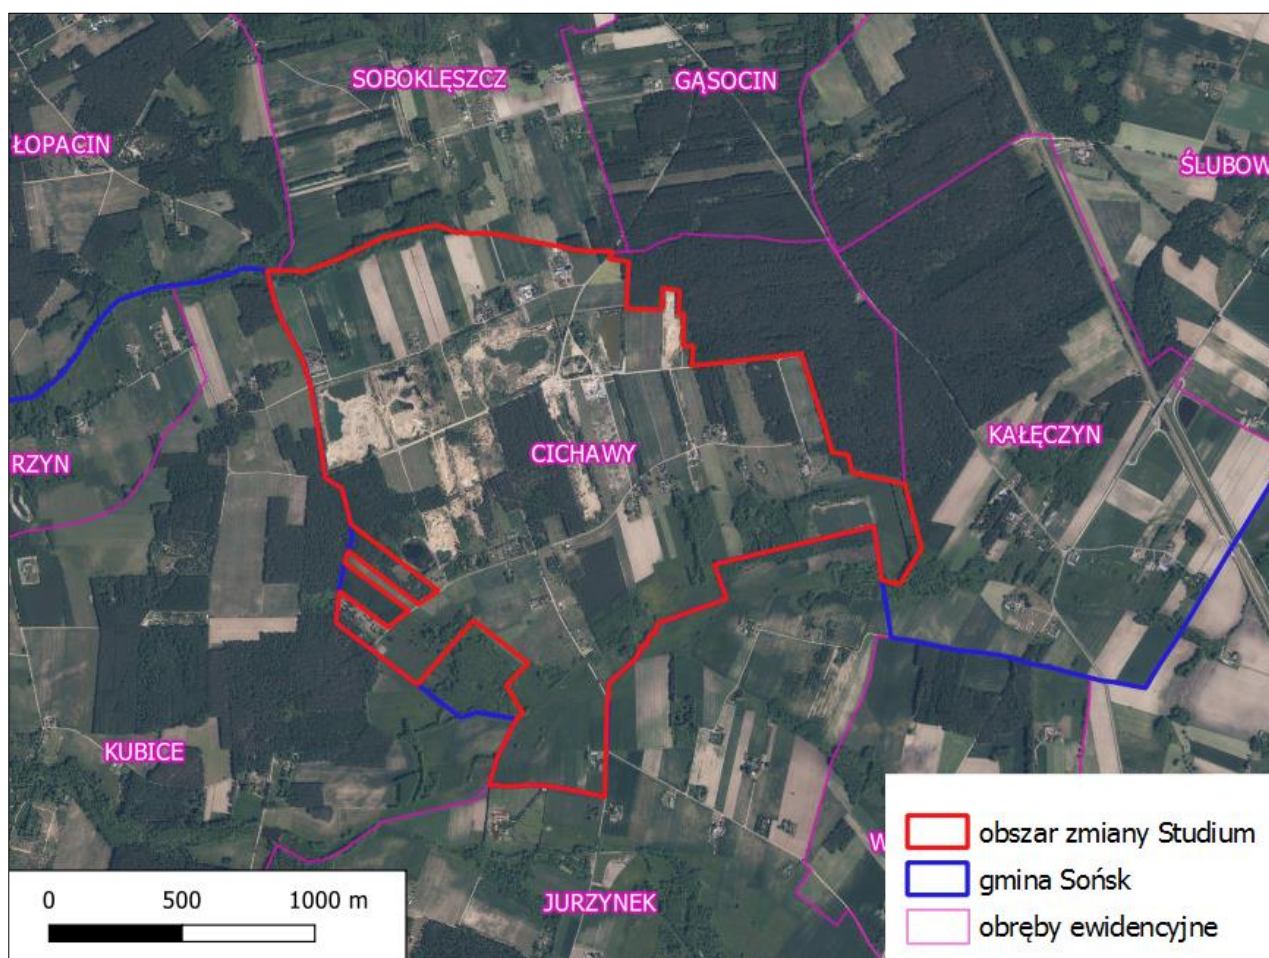 SOBOKLĘSZCZ
GĄSOCIN
ŁOPACIN
ŚLUBOW
CICHAWY
KAŁĘCZYN
RZYN
KUBICE
JURZYNEK
W
0 500 1000 m
obszar zmiany Studium
gmina Sońsk
obręby ewidencyjne